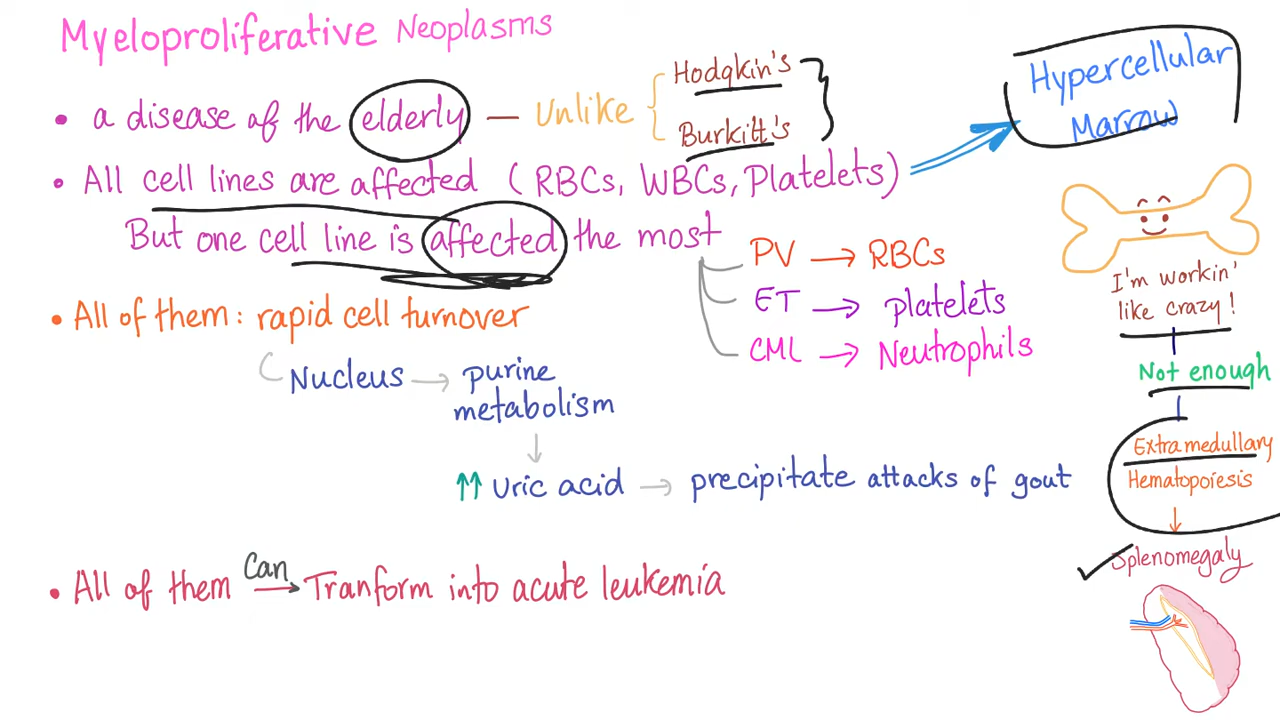 Myeloproliferative Neoplasms
• a disease of the elderly — Unlike { Hodgkin's
Burkitt's }
Hypercellular
Marrow
• All cell lines are affected (RBCs, WBCs, Platelets)
But one cell line is affected the most
PV → RBCs
ET → platelets
CML → Neutrophils
• All of them: rapid cell turnover
Nucleus → purine
metabolism
↓
↑↑ Uric acid → precipitate attacks of gout
• All of them Can → Tranform into acute leukemia
I'm workin'
like crazy!
Not enough
Extramedullary
Hematopoiesis
↓
Splenomegaly